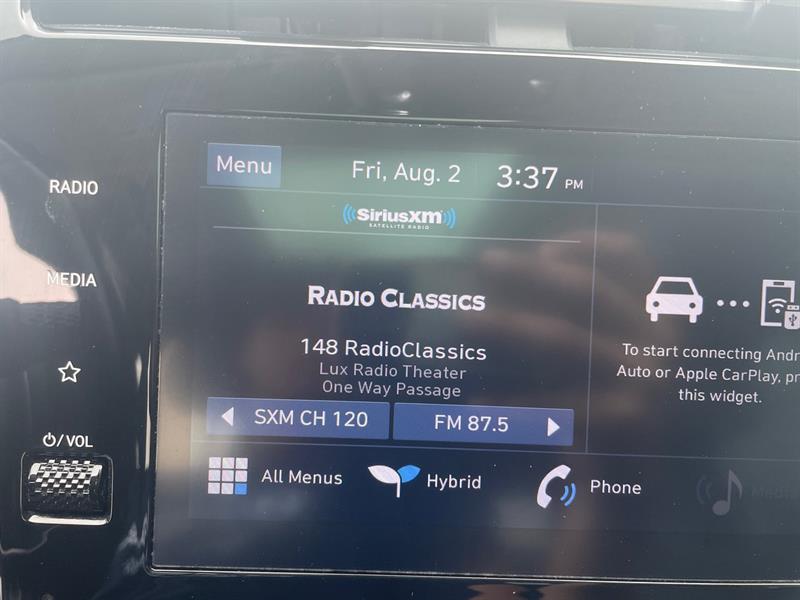 RADIO
MEDIA
⏻/VOL
Menu
Fri, Aug. 2
3:37 PM
SiriusXM
SATELLITE RADIO
RADIO CLASSICS
148 RadioClassics
Lux Radio Theater
One Way Passage
SXM CH 120
FM 87.5
To start connecting Andr
Auto or Apple CarPlay, pr
this widget.
All Menus
Hybrid
Phone
Media